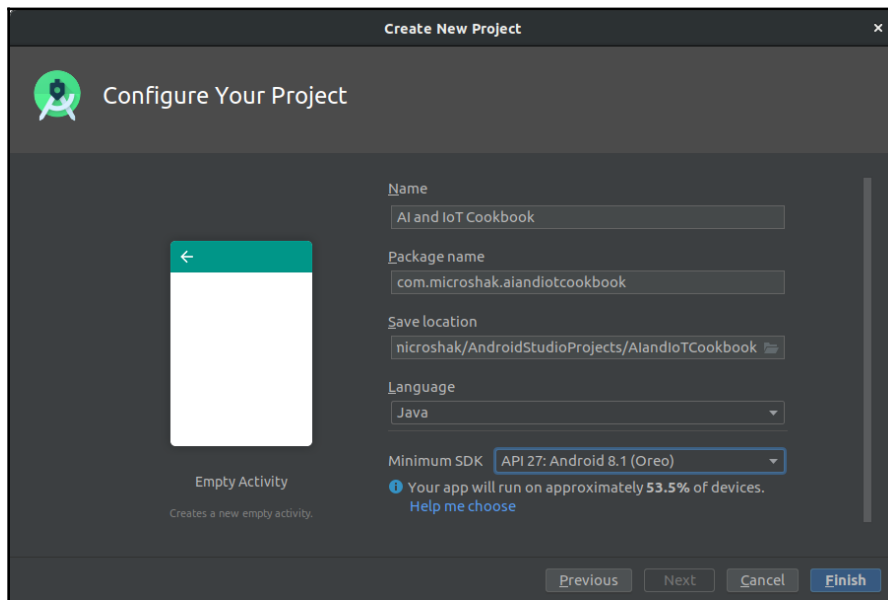 Create New Project
Configure Your Project
Name
AI and IoT Cookbook
Package name
com.microshak.aiandiotcookbook
Save location
nicroshak/AndroidStudioProjects/AIandIoTCookbook
Language
Java
Minimum SDK API 27: Android 8.1 (Oreo)
Your app will run on approximately 53.5% of devices.
Help me choose
Empty Activity
Creates a new empty activity.
Previous Next Cancel Finish